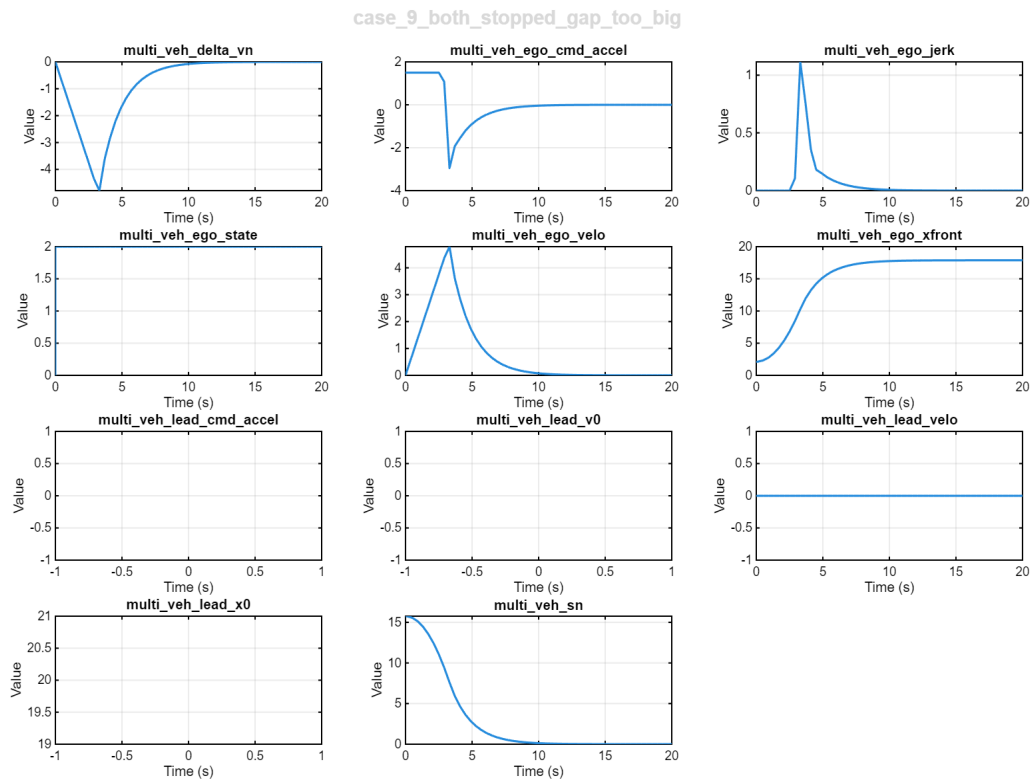 case_9_both_stopped_gap_too_big
multi_veh_delta_vn
0
-1
-2
-3
-4
Value
0 5 10 15 20
Time (s)
multi_veh_ego_cmd_accel
2
0
-2
-4
Value
0 5 10 15 20
Time (s)
multi_veh_ego_jerk
1
0.5
0
Value
0 5 10 15 20
Time (s)
multi_veh_ego_state
2
1.5
1
0.5
0
Value
0 5 10 15 20
Time (s)
multi_veh_ego_velo
4
3
2
1
0
Value
0 5 10 15 20
Time (s)
multi_veh_ego_xfront
20
15
10
5
0
Value
0 5 10 15 20
Time (s)
multi_veh_lead_cmd_accel
1
0.5
0
-0.5
-1
Value
-1 -0.5 0 0.5 1
Time (s)
multi_veh_lead_v0
1
0.5
0
-0.5
-1
Value
-1 -0.5 0 0.5 1
Time (s)
multi_veh_lead_velo
1
0.5
0
-0.5
-1
Value
0 5 10 15 20
Time (s)
multi_veh_lead_x0
21
20.5
20
19.5
19
Value
-1 -0.5 0 0.5 1
Time (s)
multi_veh_sn
15
10
5
0
Value
0 5 10 15 20
Time (s)